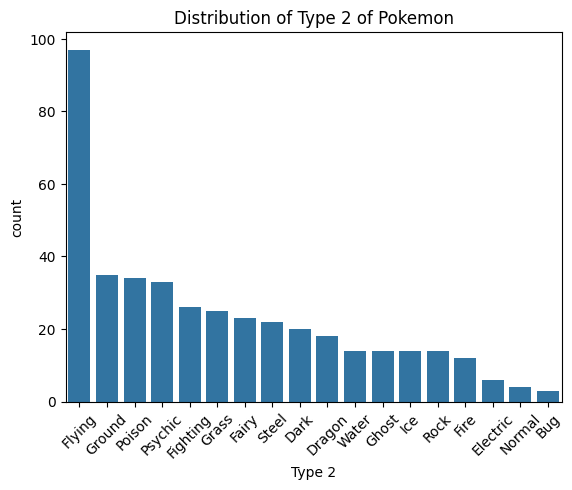 Distribution of Type 2 of Pokemon
100
80
60
40
20
0
count
Flying
Ground
Poison
Psychic
Fighting
Grass
Fairy
Steel
Dark
Dragon
Water
Ghost
Ice
Rock
Fire
Electric
Normal
Bug
Type 2